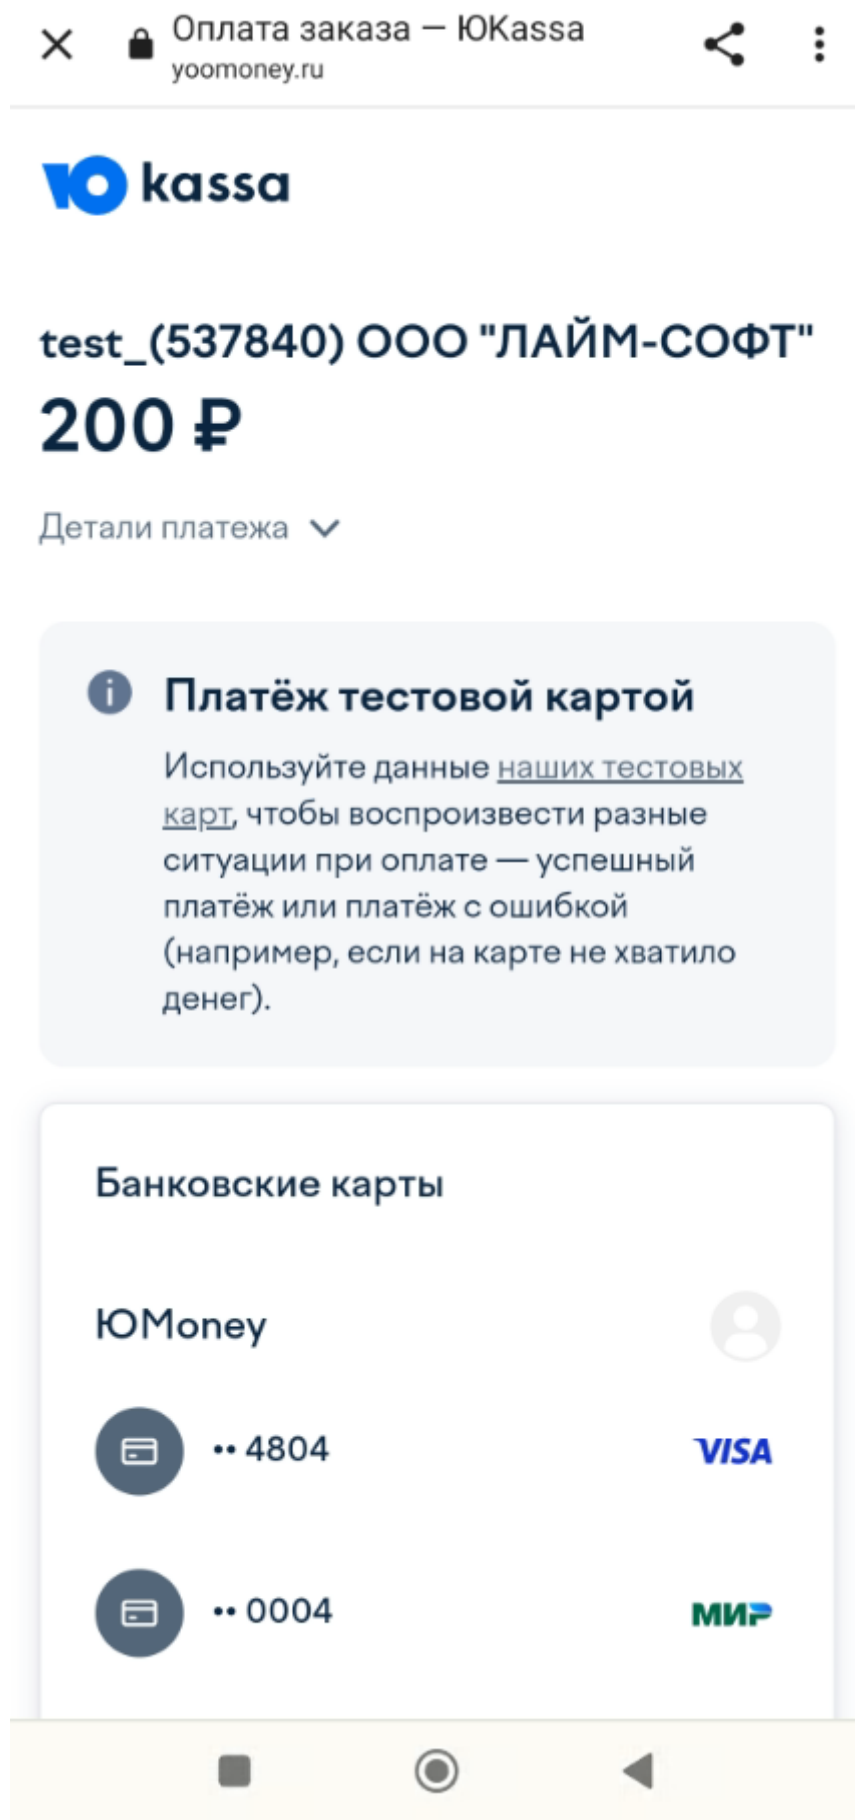 Оплата заказа — ЮKassa
yoomoney.ru
Ю kassa
test_(537840) ООО "ЛАЙМ-СОФТ"
200 ₽
Детали платежа
Платёж тестовой картой
Используйте данные наших тестовых
карт, чтобы воспроизвести разные
ситуации при оплате — успешный
платёж или платёж с ошибкой
(например, если на карте не хватило
денег).
Банковские карты
ЮMoney
•• 4804
VISA
•• 0004
МИР